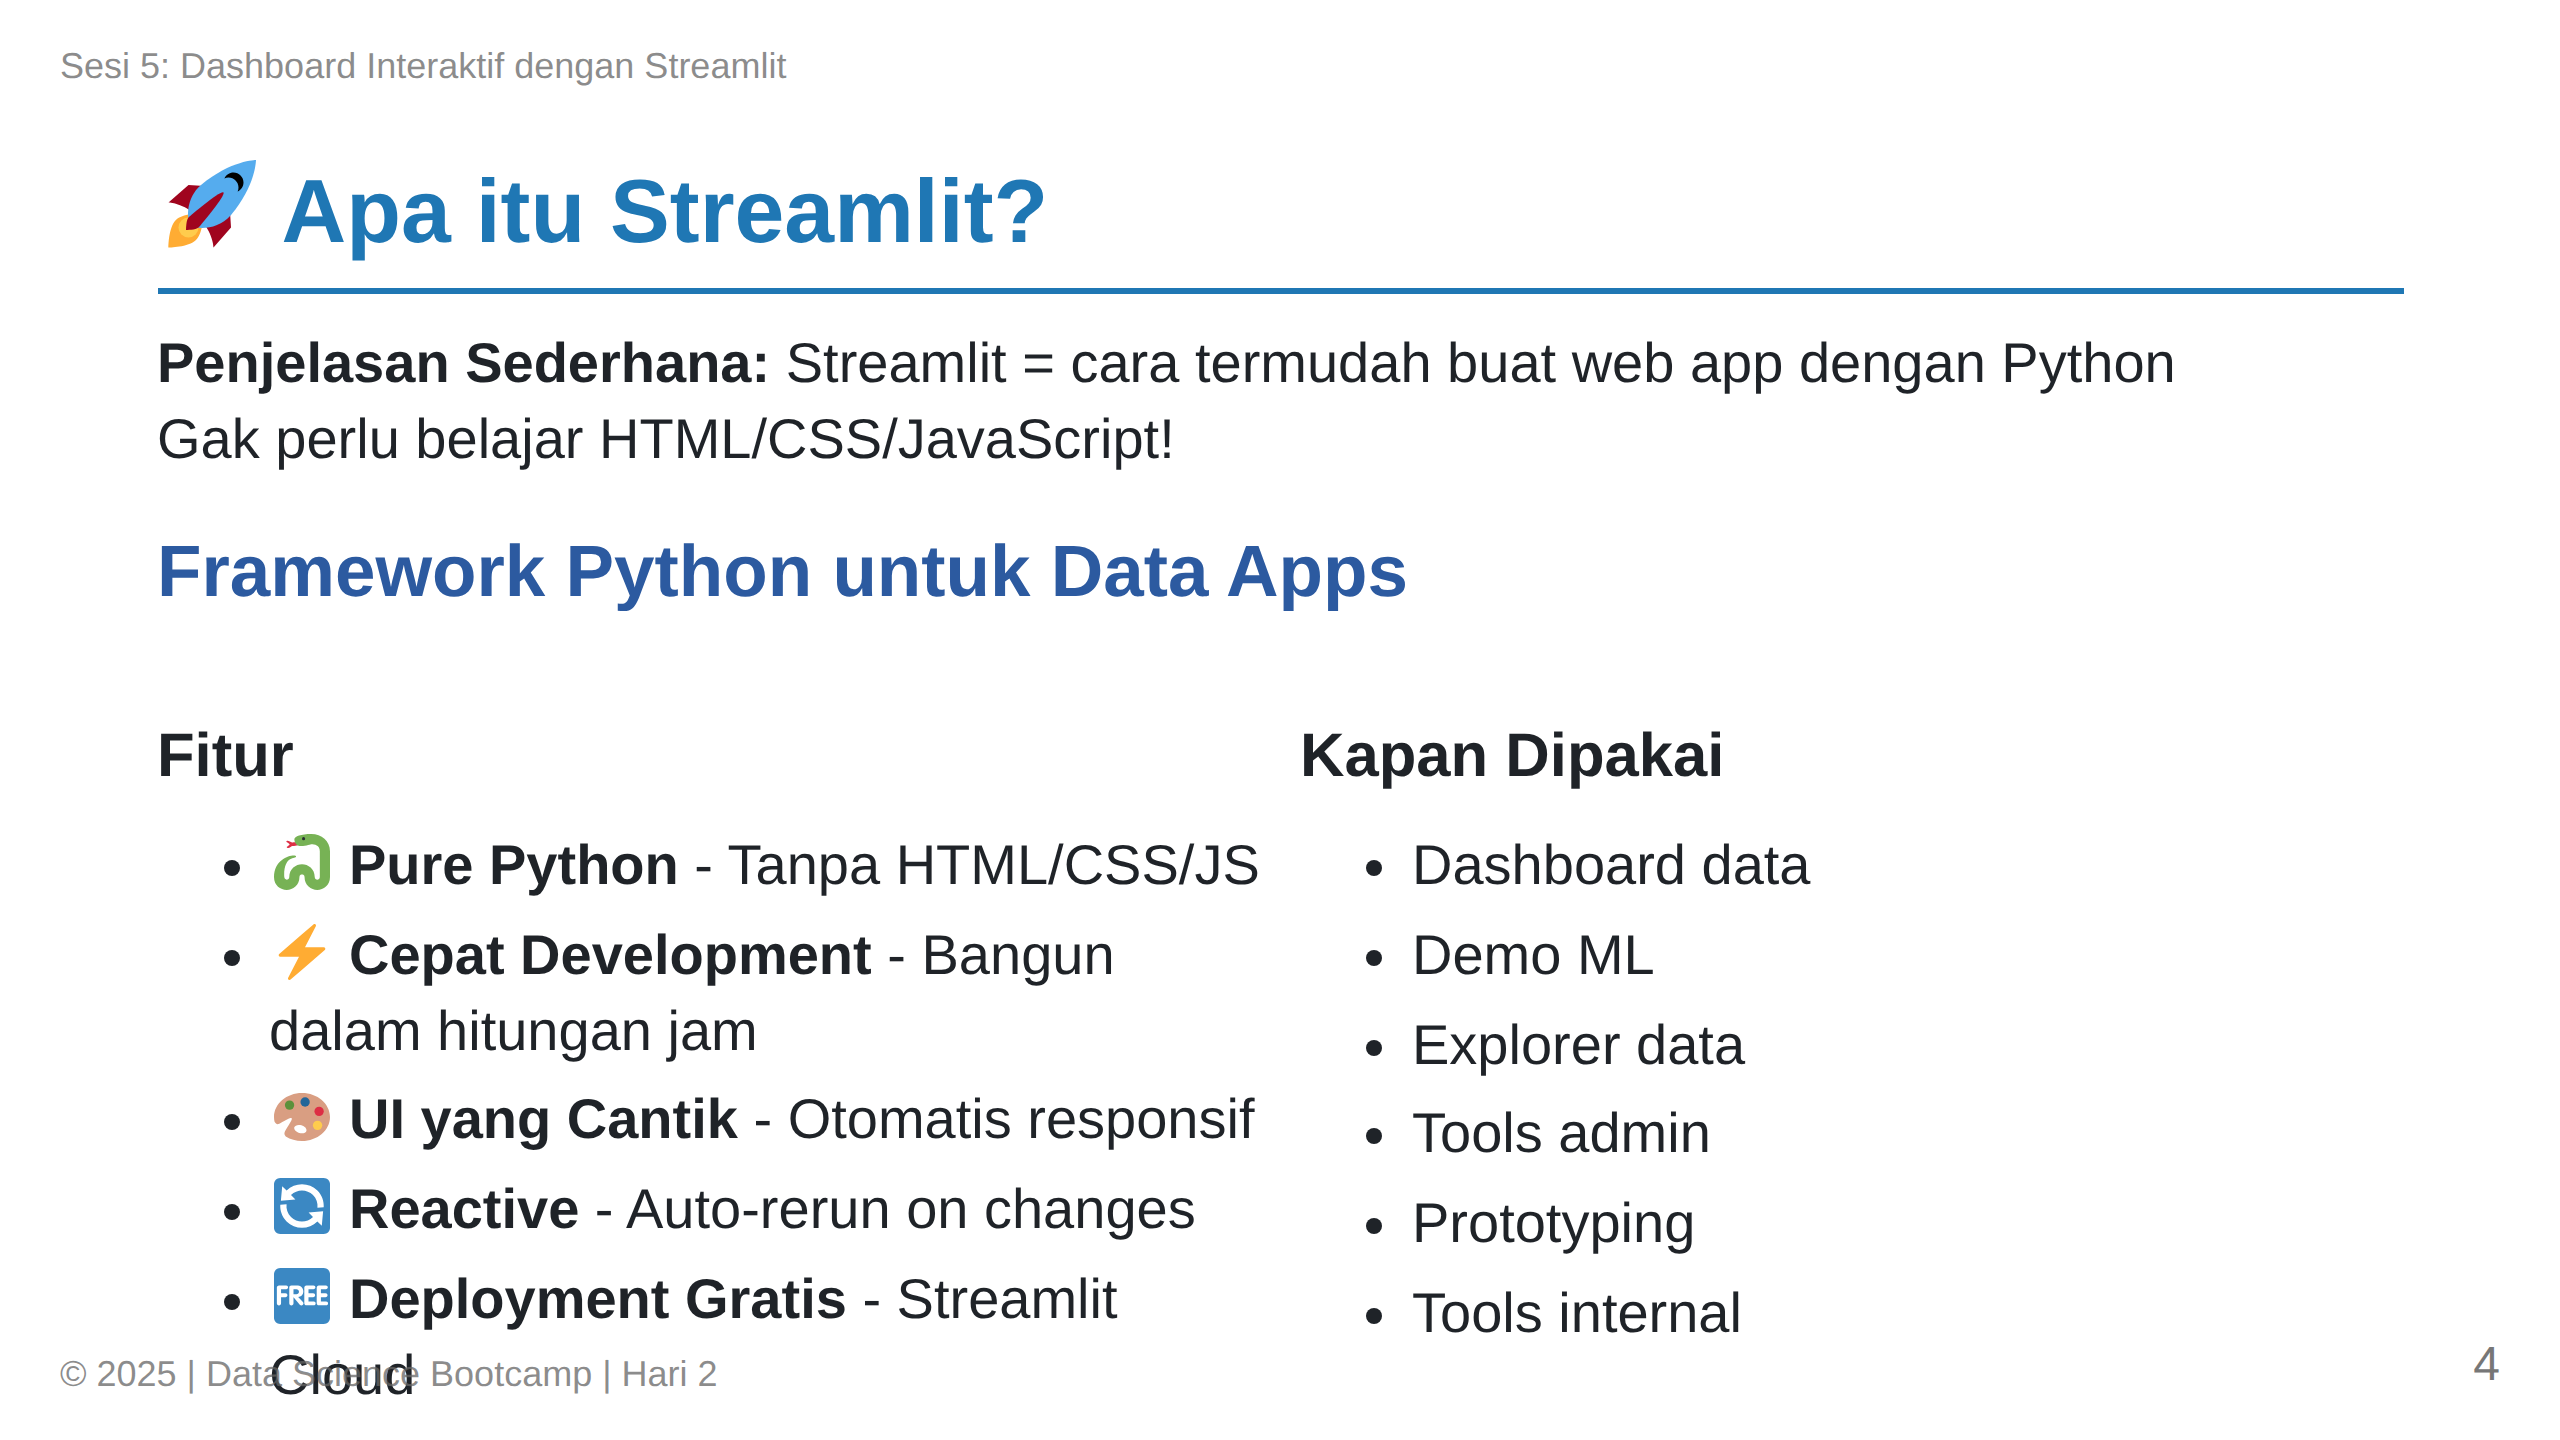 Sesi 5: Dashboard Interaktif dengan Streamlit
🚀 Apa itu Streamlit?
Penjelasan Sederhana: Streamlit = cara termudah buat web app dengan Python
Gak perlu belajar HTML/CSS/JavaScript!
Framework Python untuk Data Apps
Fitur
• 🐍 Pure Python - Tanpa HTML/CSS/JS
• ⚡ Cepat Development - Bangun
dalam hitungan jam
• 🎨 UI yang Cantik - Otomatis responsif
• 🔄 Reactive - Auto-rerun on changes
• 🆓 Deployment Gratis - Streamlit
Cloud
Kapan Dipakai
• Dashboard data
• Demo ML
• Explorer data
• Tools admin
• Prototyping
• Tools internal
© 2025 | Data Science Bootcamp | Hari 2
4